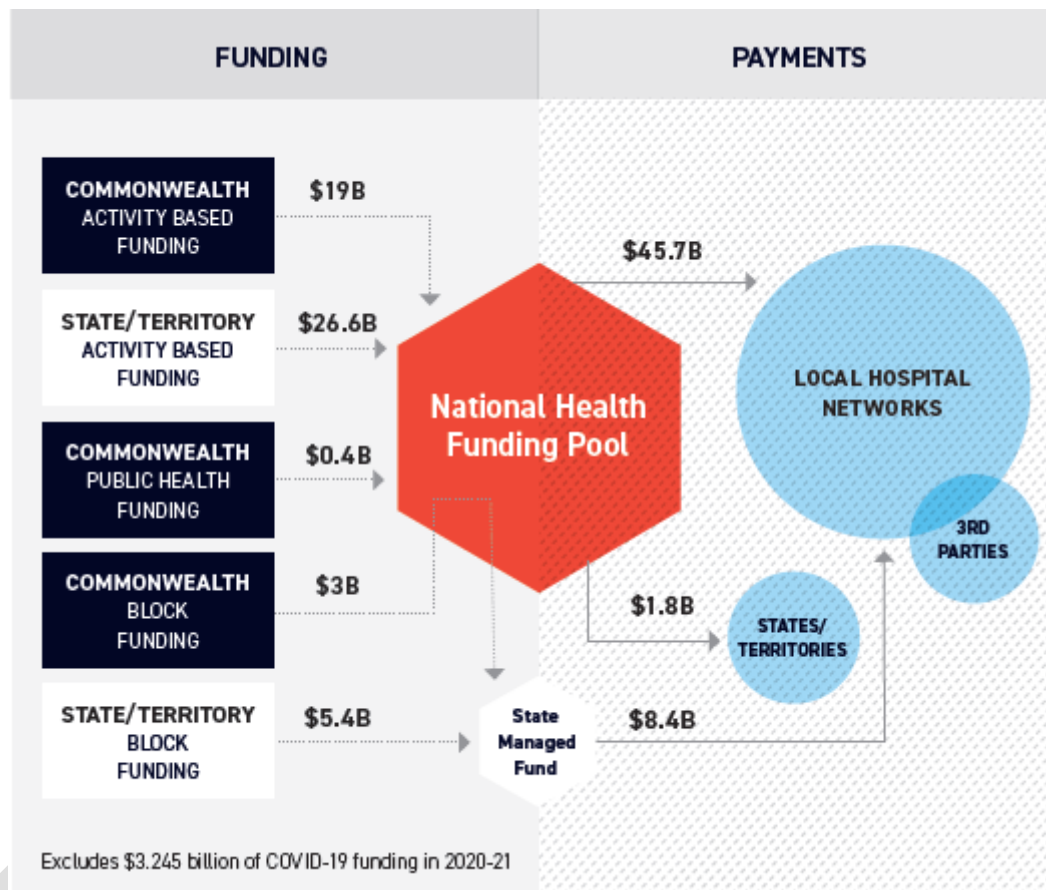 FUNDING
PAYMENTS
COMMONWEALTH
ACTIVITY BASED
FUNDING
$19B
STATE/TERRITORY
ACTIVITY BASED
FUNDING
$26.6B
COMMONWEALTH
PUBLIC HEALTH
FUNDING
$0.4B
COMMONWEALTH
BLOCK
FUNDING
$3B
STATE/TERRITORY
BLOCK
FUNDING
$5.4B
National Health
Funding Pool
State
Managed
Fund
$45.7B
LOCAL HOSPITAL
NETWORKS
3RD
PARTIES
$1.8B
STATES/
TERRITORIES
$8.4B
Excludes $3.245 billion of COVID-19 funding in 2020-21